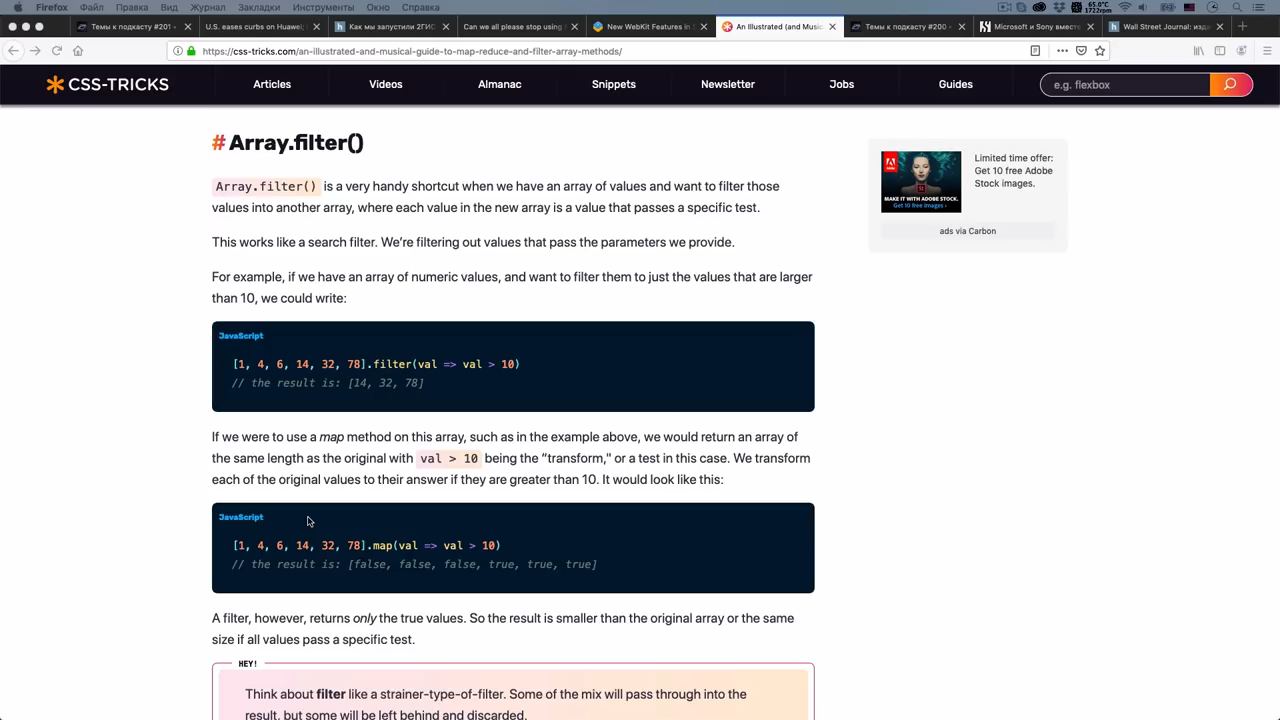 Firefox Файл Правка Вид Журнал Закладки Инструменты Окно Справка
65.0°C
1722rpm
Темы к подкасту #201
U.S. eases curbs on Huawei;
Как мы запустили 2ГИС
Can we all please stop using
New WebKit Features in S
An Illustrated (and Music
Темы к подкасту #200
Microsoft и Sony вместе
Wall Street Journal: изда
https://css-tricks.com/an-illustrated-and-musical-guide-to-map-reduce-and-filter-array-methods/
CSS-TRICKS
Articles Videos Almanac Snippets Newsletter Jobs Guides
e.g. flexbox
# Array.filter()
Array.filter() is a very handy shortcut when we have an array of values and want to filter those
values into another array, where each value in the new array is a value that passes a specific test.
This works like a search filter. We’re filtering out values that pass the parameters we provide.
For example, if we have an array of numeric values, and want to filter them to just the values that are larger
than 10, we could write:
JavaScript
[1, 4, 6, 14, 32, 78].filter(val => val > 10)
// the result is: [14, 32, 78]
If we were to use a map method on this array, such as in the example above, we would return an array of
the same length as the original with val > 10 being the “transform,” or a test in this case. We transform
each of the original values to their answer if they are greater than 10. It would look like this:
JavaScript
[1, 4, 6, 14, 32, 78].map(val => val > 10)
// the result is: [false, false, false, true, true, true]
A filter, however, returns only the true values. So the result is smaller than the original array or the same
size if all values pass a specific test.
HEY!
Think about filter like a strainer-type-of-filter. Some of the mix will pass through into the
result, but some will be left behind and discarded.
MAKE IT WITH ADOBE STOCK.
Get 10 free images ›
Limited time offer:
Get 10 free Adobe
Stock images.
ads via Carbon